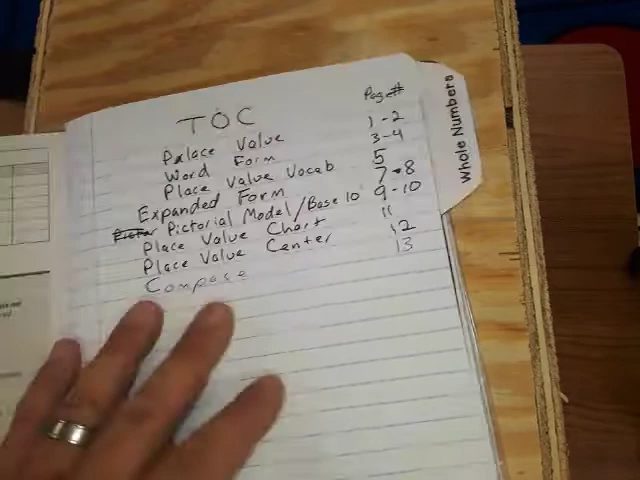 TOC
Page#
Palace Value 1-2
Word Form 3-4
Place Value Vocab 5
Expanded Form 7-8
Pictorial Model/Base 10 9-10
Place Value Chart 11
Place Value Center 12
Compose 13
Whole Numbers